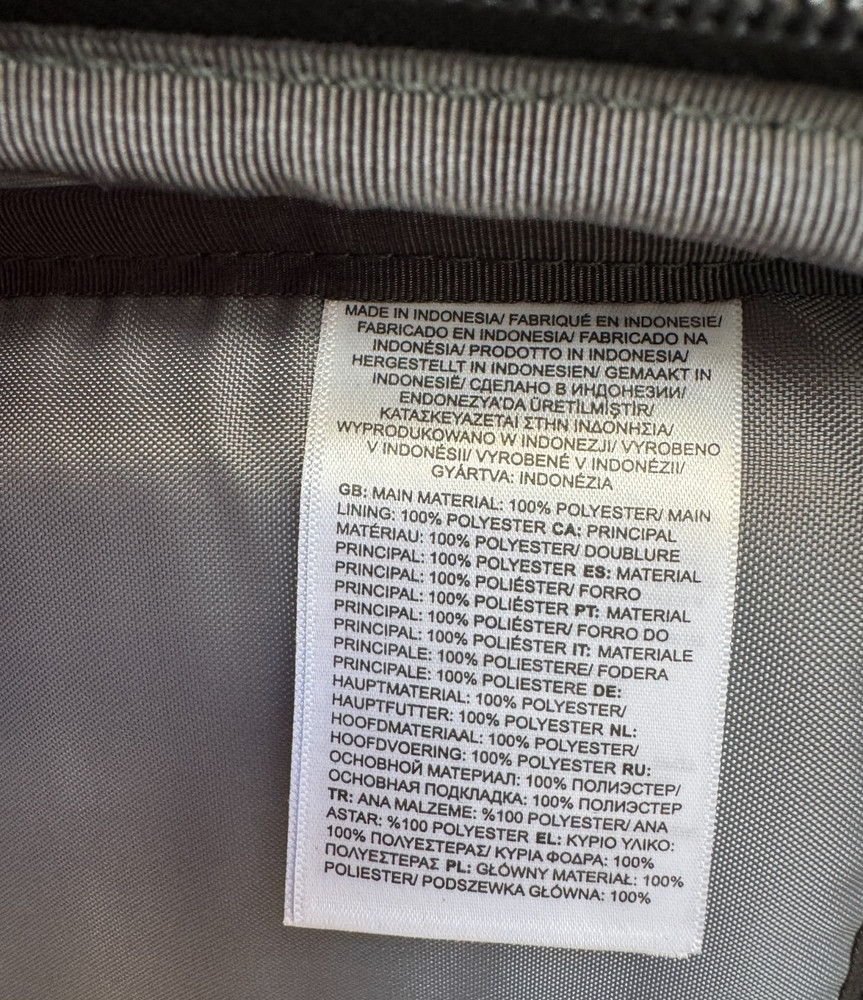 MADE IN INDONESIA/ FABRIQUÉ EN INDONESIE/
FABRICADO EN INDONESIA/ FABRICADO NA
INDONÉSIA/ PRODOTTO IN INDONESIA/
HERGESTELLT IN INDONESIEN/ GEMAAKT IN
INDONESIË/ СДЕЛАНО В ИНДОНЕЗИИ/
ENDONEZYA'DA ÜRETİLMİŞTİR/
ΚΑΤΑΣΚΕΥΑΖΕΤΑΙ ΣΤΗΝ ΙΝΔΟΝΗΣΙΑ/
WYPRODUKOWANO W INDONEZJI/ VYROBENO
V INDONÉSII/ VYROBENÉ V INDONÉZII/
GYÁRTVA: INDONÉZIA
GB: MAIN MATERIAL: 100% POLYESTER/ MAIN
LINING: 100% POLYESTER CA: PRINCIPAL
MATÉRIAU: 100% POLYESTER/ DOUBLURE
PRINCIPAL: 100% POLYESTER ES: MATERIAL
PRINCIPAL: 100% POLIÉSTER/ FORRO
PRINCIPAL: 100% POLIÉSTER PT: MATERIAL
PRINCIPAL: 100% POLIÉSTER/ FORRO DO
PRINCIPAL: 100% POLIÉSTER IT: MATERIALE
PRINCIPALE: 100% POLIESTERE/ FODERA
PRINCIPALE: 100% POLIESTERE DE:
HAUPTMATERIAL: 100% POLYESTER/
HAUPTFUTTER: 100% POLYESTER NL:
HOOFDMATERIAAL: 100% POLYESTER/
HOOFDVOERING: 100% POLYESTER RU:
ОСНОВНОЙ МАТЕРИАЛ: 100% ПОЛИЭСТЕР/
ОСНОВНАЯ ПОДКЛАДКА: 100% ПОЛИЭСТЕР
TR: ANA MALZEME: %100 POLYESTER/ ANA
ASTAR: %100 POLYESTER EL: ΚΥΡΙΟ ΥΛΙΚΟ:
100% ΠΟΛΥΕΣΤΕΡΑΣ/ ΚΥΡΙΑ ΦΟΔΡΑ: 100%
ΠΟΛΥΕΣΤΕΡΑΣ PL: GŁÓWNY MATERIAŁ: 100%
POLIESTER/ PODSZEWKA GŁÓWNA: 100%